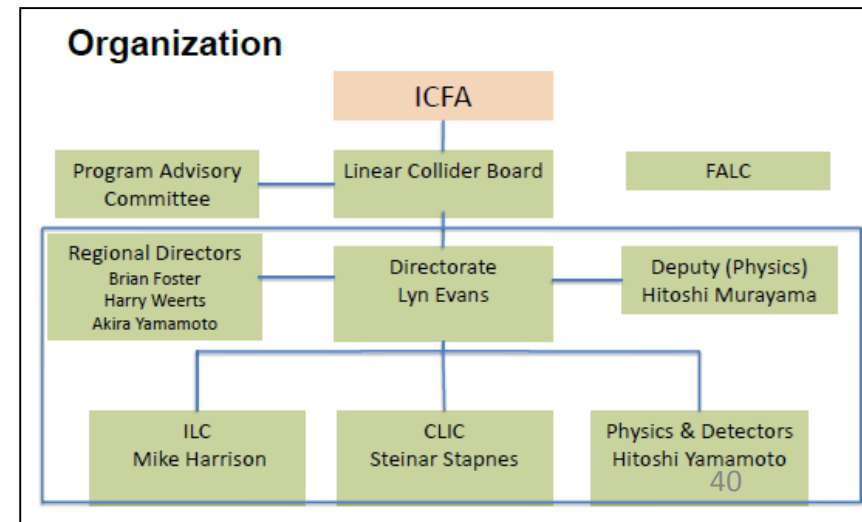 Organization
ICFA
Program Advisory
Committee
Linear Collider Board
FALC
Regional Directors
Brian Foster
Harry Weerts
Akira Yamamoto
Directorate
Lyn Evans
Deputy (Physics)
Hitoshi Murayama
ILC
Mike Harrison
CLIC
Steinar Stapnes
Physics & Detectors
Hitoshi Yamamoto
40